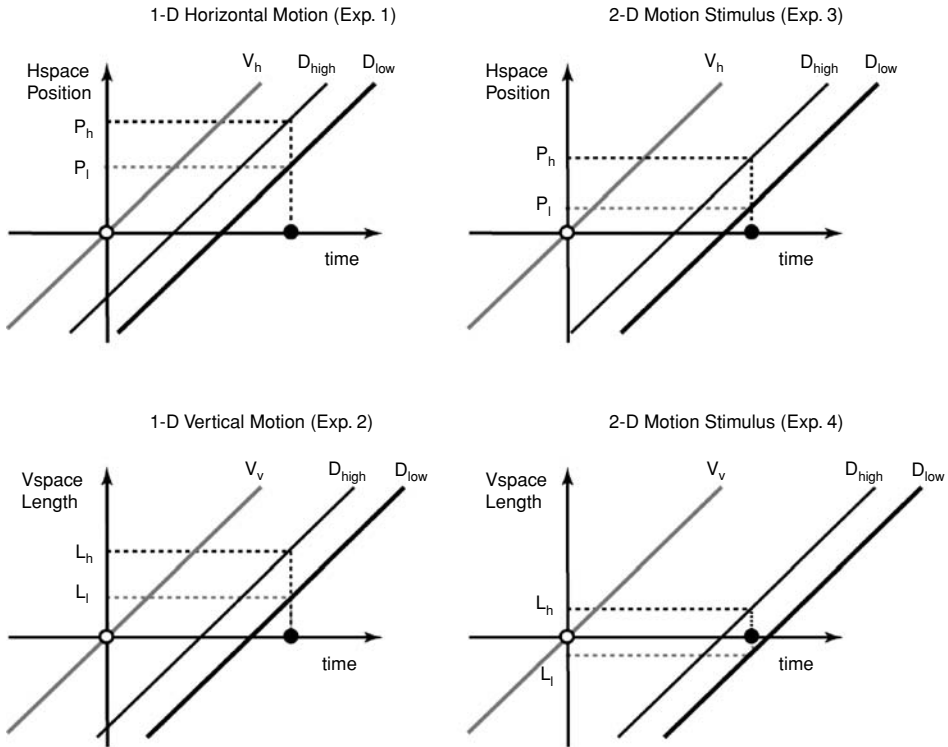 1-D Horizontal Motion (Exp. 1)
Hspace
Position
V_h
D_high
D_low
P_h
P_l
time
2-D Motion Stimulus (Exp. 3)
Hspace
Position
V_h
D_high
D_low
P_h
P_l
time
1-D Vertical Motion (Exp. 2)
Vspace
Length
V_v
D_high
D_low
L_h
L_l
time
2-D Motion Stimulus (Exp. 4)
Vspace
Length
V_v
D_high
D_low
L_h
L_l
time